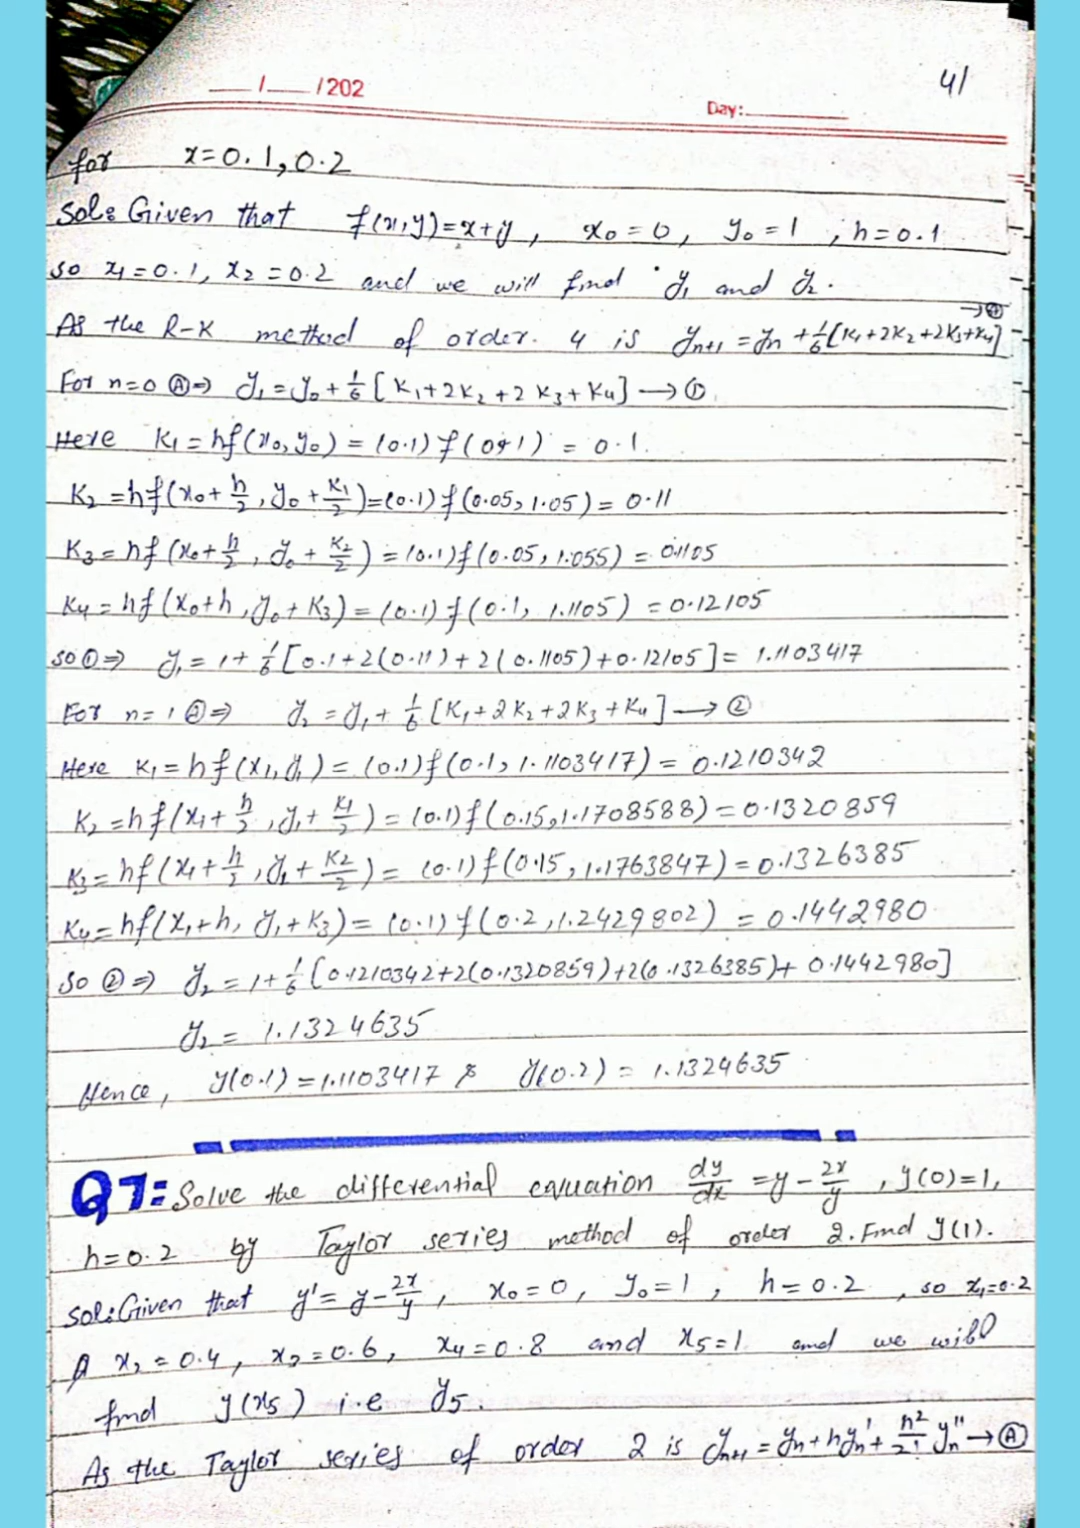 41
___/___/202
Day:
for x=0.1, 0.2
Sol: Given that f(x,y)=x+y, x₀=0, y₀=1, h=0.1
so x₁=0.1, x₂=0.2 and we will find y₁ and y₂.
As the R-K method of order 4 is yₙ₊₁=yₙ+1/6[K₁+2K₂+2K₃+K₄] →Ⓐ
For n=0 Ⓐ⇒ y₁=y₀+1/6[K₁+2K₂+2K₃+K₄] →①
Here K₁=hf(x₀,y₀)=(0.1)f(0,1)=0.1
K₂=hf(x₀+h/2, y₀+K₁/2)=(0.1)f(0.05, 1.05)=0.11
K₃=hf(x₀+h/2, y₀+K₂/2)=(0.1)f(0.05, 1.055)=0.1105
K₄=hf(x₀+h, y₀+K₃)=(0.1)f(0.1, 1.1105)=0.12105
so ①⇒ y₁=1+1/6[0.1+2(0.11)+2(0.1105)+0.12105]=1.1103417
For n=1 Ⓐ⇒ y₂=y₁+1/6[K₁+2K₂+2K₃+K₄] →②
Here K₁=hf(x₁,y₁)=(0.1)f(0.1, 1.1103417)=0.1210342
K₂=hf(x₁+h/2, y₁+K₁/2)=(0.1)f(0.15, 1.1708588)=0.1320859
K₃=hf(x₁+h/2, y₁+K₂/2)=(0.1)f(0.15, 1.1763847)=0.1326385
K₄=hf(x₁+h, y₁+K₃)=(0.1)f(0.2, 1.2429802)=0.1442980
So ②⇒ y₂=1+1/6[0.1210342+2(0.1320859)+2(0.1326385)+0.1442980]
y₂=1.1324635
Hence, y(0.1)=1.1103417 & y(0.2)=1.1324635
Q7: Solve the differential equation dy/dx=y-2x/y, y(0)=1,
h=0.2 by Taylor series method of order 2. Find y(1).
Sol: Given that y'=y-2x/y, x₀=0, y₀=1, h=0.2, so x₁=0.2
x₂=0.4, x₃=0.6, x₄=0.8 and x₅=1 and we will
find y(x₅) i.e y₅.
As the Taylor series of order 2 is yₙ₊₁=yₙ+hyₙ'+h²/2! yₙ'' →Ⓐ